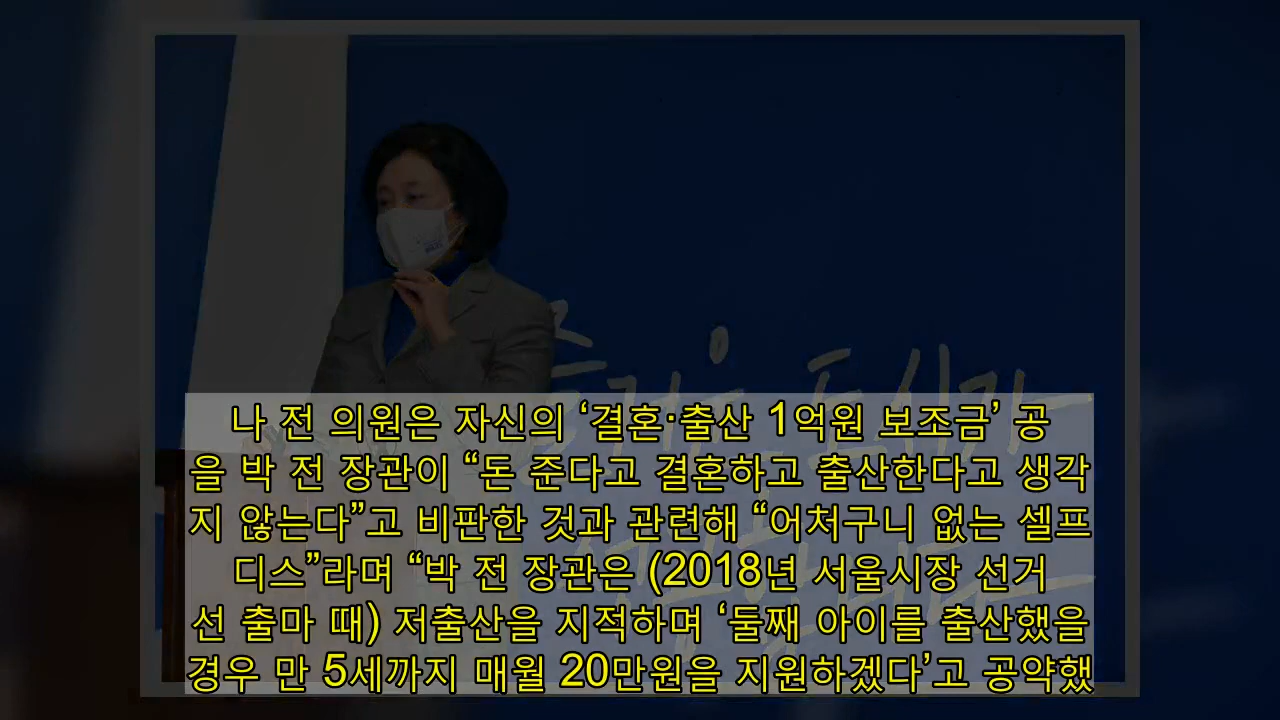 나 전 의원은 자신의 ‘결혼·출산 1억원 보조금’ 공
을 박 전 장관이 “돈 준다고 결혼하고 출산한다고 생각
지 않는다”고 비판한 것과 관련해 “어처구니 없는 셀프
디스”라며 “박 전 장관은 (2018년 서울시장 선거
선 출마 때) 저출산을 지적하며 ‘둘째 아이를 출산했을
경우 만 5세까지 매월 20만원을 지원하겠다’고 공약했